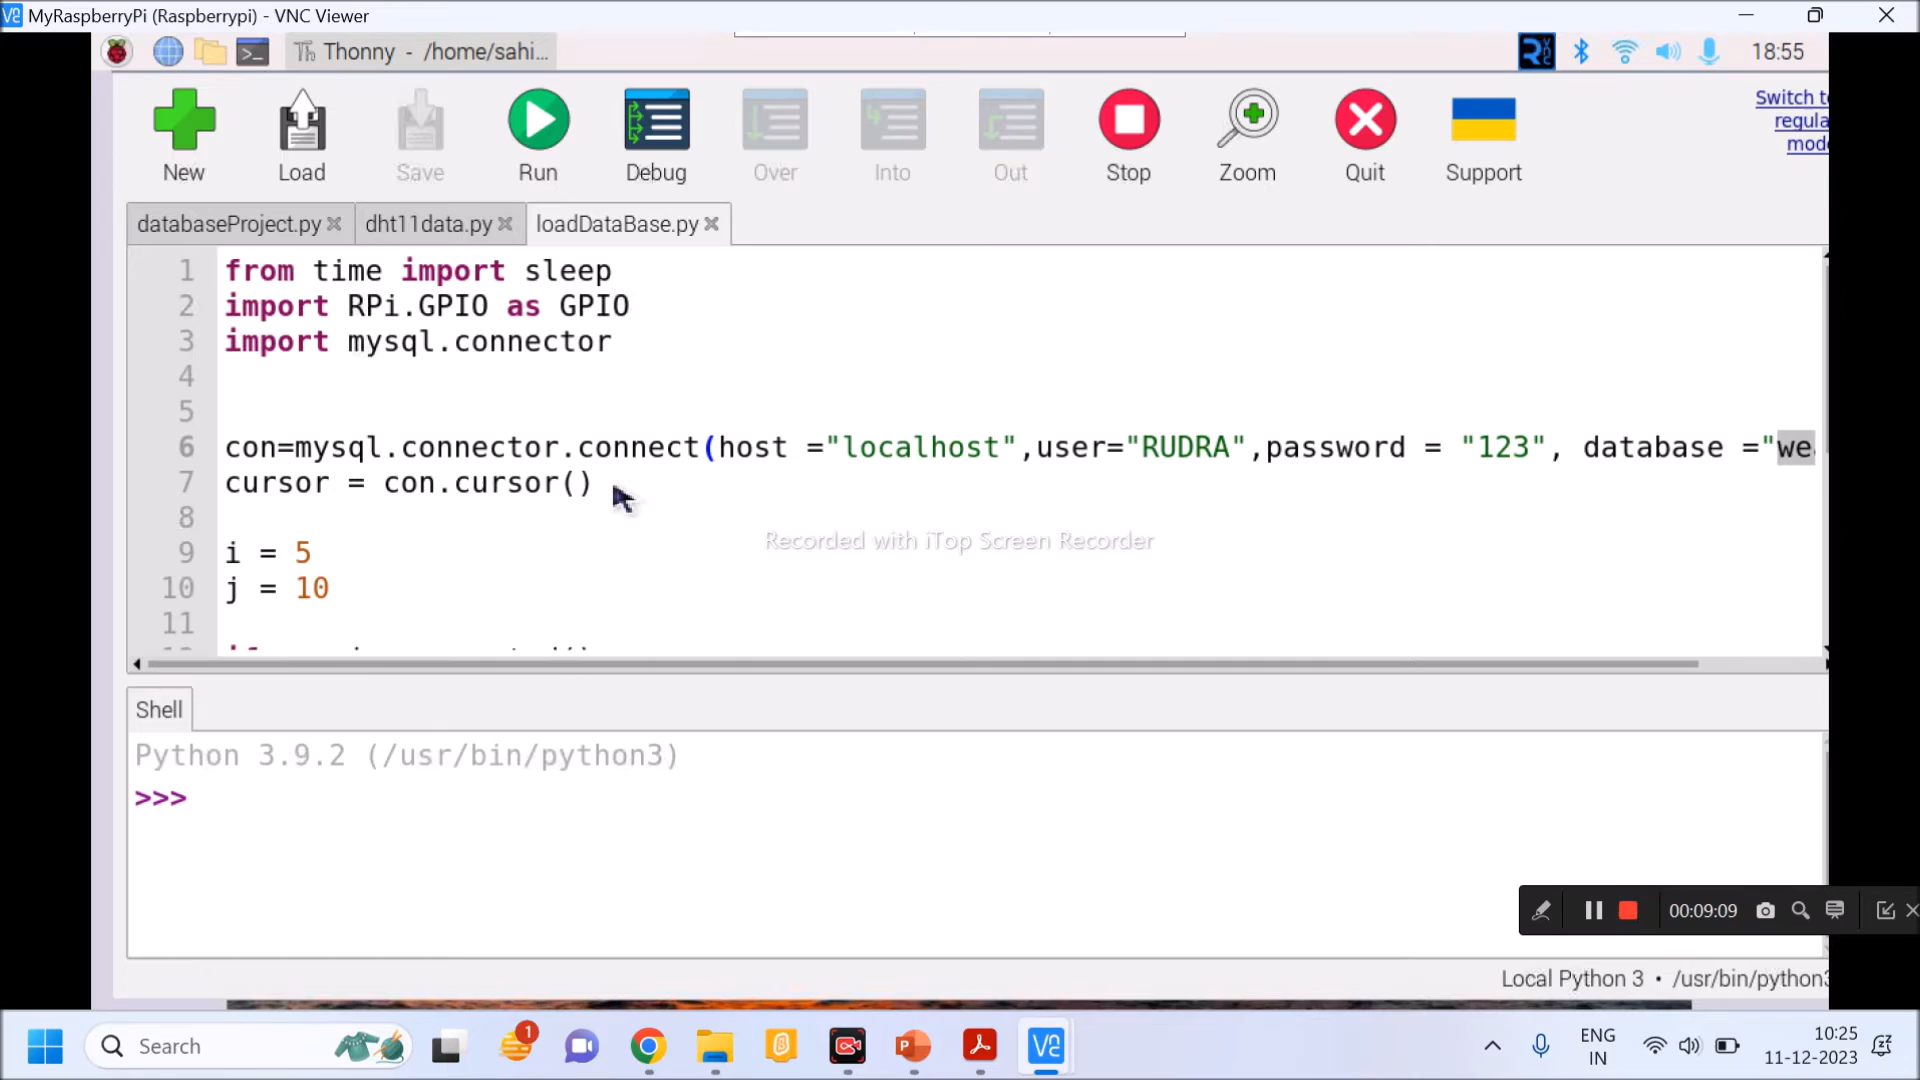 MyRaspberryPi (Raspberrypi) - VNC Viewer
Thonny - /home/sahi...
18:55
New
Load
Save
Run
Debug
Over
Into
Out
Stop
Zoom
Quit
Support
Switch t
regula
mod
databaseProject.py
dht11data.py
loadDataBase.py
1 from time import sleep
2 import RPi.GPIO as GPIO
3 import mysql.connector
4
5
6 con=mysql.connector.connect(host ="localhost",user="RUDRA",password = "123", database ="we
7 cursor = con.cursor()
8
9 i = 5
10 j = 10
11
Recorded with iTop Screen Recorder
Shell
Python 3.9.2 (/usr/bin/python3)
>>>
00:09:09
Local Python 3 • /usr/bin/python3
Search
1
ENG
IN
10:25
11-12-2023